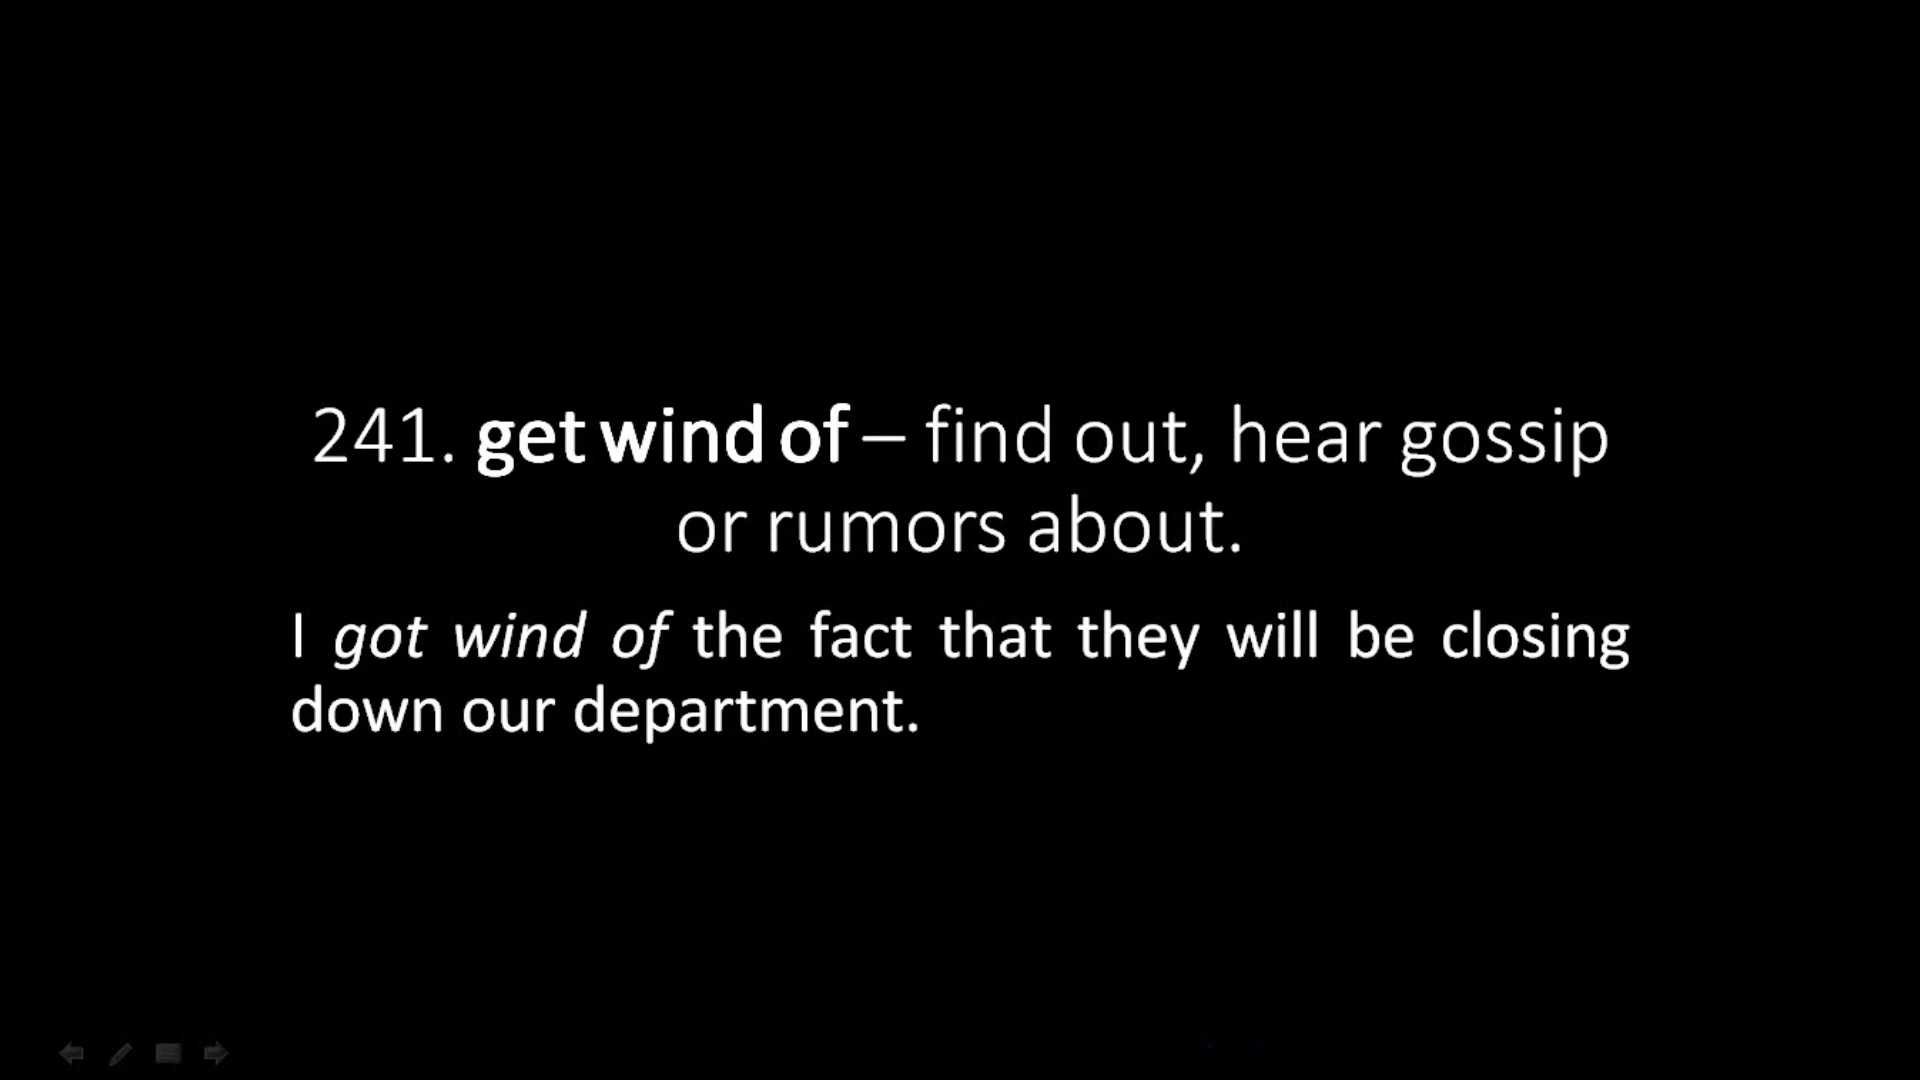 241. get wind of – find out, hear gossip
or rumors about.
I got wind of the fact that they will be closing
down our department.